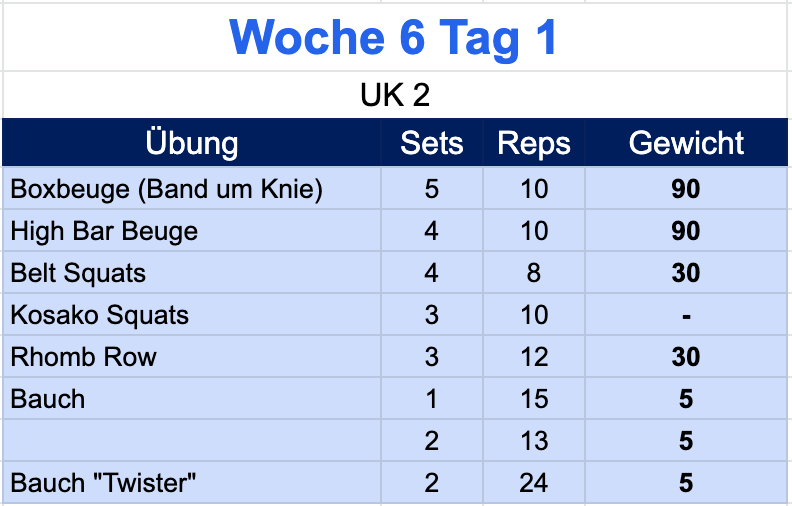 Woche 6 Tag 1
UK 2
Übung Sets Reps Gewicht
Boxbeuge (Band um Knie) 5 10 90
High Bar Beuge 4 10 90
Belt Squats 4 8 30
Kosako Squats 3 10 -
Rhomb Row 3 12 30
Bauch 1 15 5
2 13 5
Bauch "Twister" 2 24 5